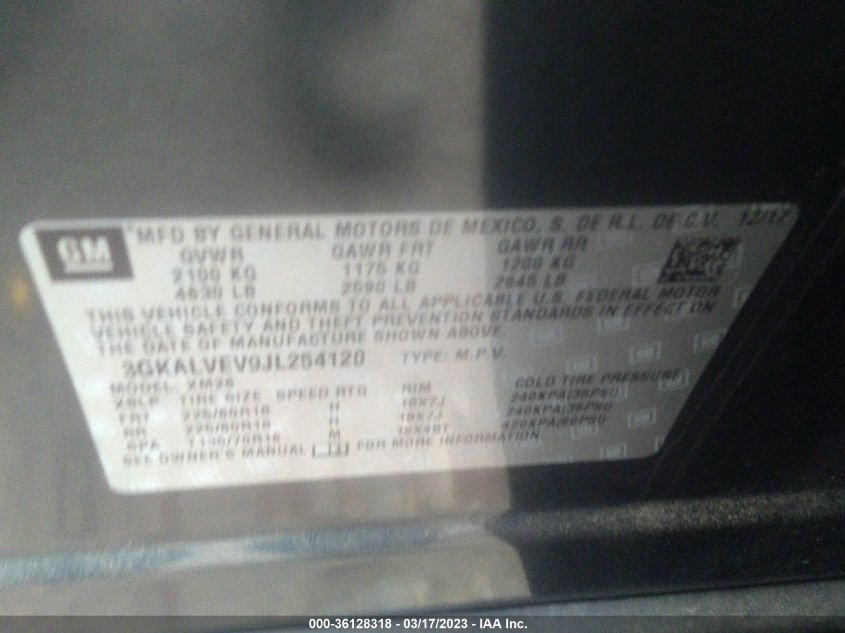 GM
*MFD BY GENERAL MOTORS DE MEXICO, S. DE R.L. DE C.V. 12/17
GVWR GAWR FRT GAWR RR
2100 KG 1175 KG 1200 KG
4630 LB 2590 LB 2645 LB
THIS VEHICLE CONFORMS TO ALL APPLICABLE U.S. FEDERAL MOTOR
VEHICLE SAFETY AND THEFT PREVENTION STANDARDS IN EFFECT ON
THE DATE OF MANUFACTURE SHOWN ABOVE.
3GKALVEV9JL254120 TYPE: M.P.V.
MODEL: XM26
TIRE SIZE SPEED RTG RIM COLD TIRE PRESSURE
FRT 225/60R18 H 18X7J 240KPA(35PSI)
RR 225/60R18 H 18X7J 240KPA(35PSI)
SPA T135/70R16 M 420KPA(60PSI)
SEE OWNER'S MANUAL FOR MORE INFORMATION
000-36128318 - 03/17/2023 - IAA Inc.